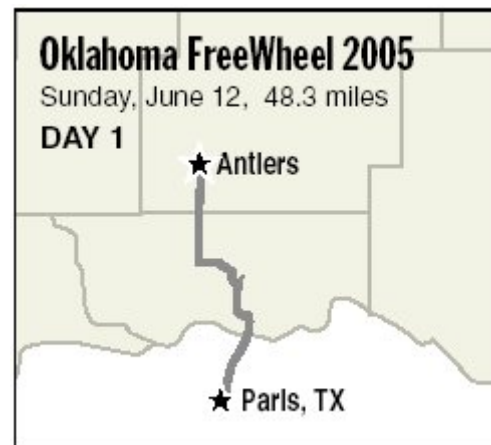 Oklahoma FreeWheel 2005
Sunday, June 12, 48.3 miles
DAY 1
Antlers
Paris, TX